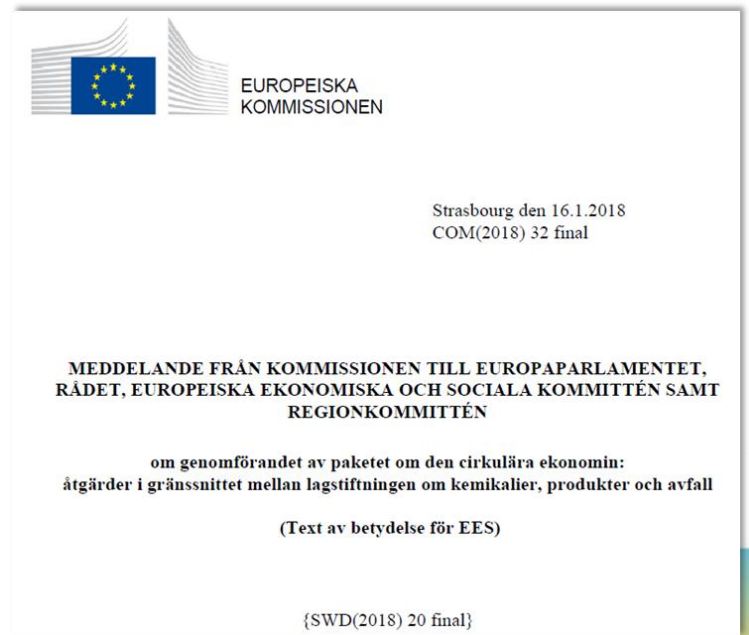 EUROPEISKA
KOMMISSIONEN
Strasbourg den 16.1.2018
COM(2018) 32 final
MEDDELANDE FRÅN KOMMISSIONEN TILL EUROPAPARLAMENTET,
RÅDET, EUROPEISKA EKONOMISKA OCH SOCIALA KOMMITTÉN SAMT
REGIONKOMMITTÉN
om genomförandet av paketet om den cirkulära ekonomin:
åtgärder i gränssnittet mellan lagstiftningen om kemikalier, produkter och avfall
(Text av betydelse för EES)
{SWD(2018) 20 final}